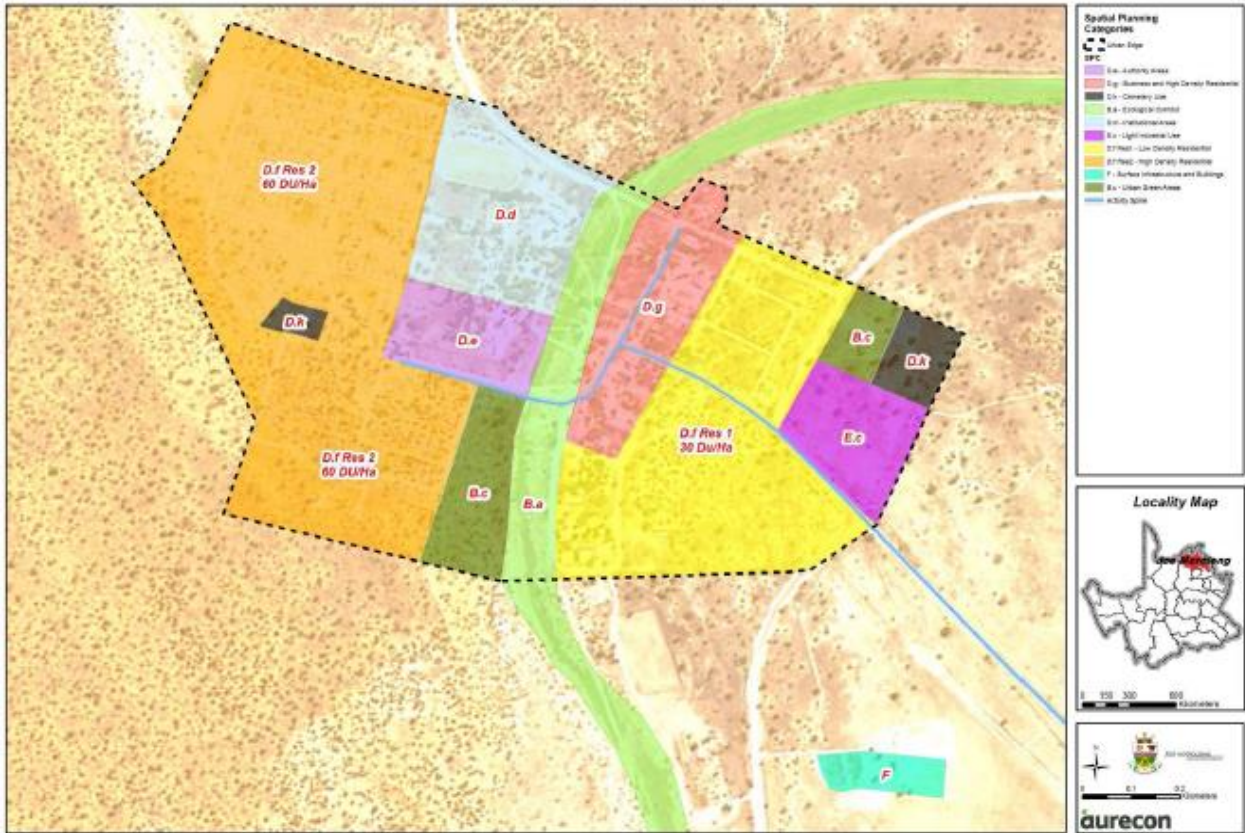 Spatial Planning
Categories
Urban Edge
SPC
D.e - Authority Areas
D.g - Business and High Density Residential
D.k - Cemetery Use
B.a - Ecological Corridor
D.d - Institutional Areas
E.c - Light Industrial Use
D.f Res1 - Low Density Residential
D.f Res2 - High Density Residential
F - Surface Infrastructure and Buildings
B.c - Urban Green Areas
Activity Spine
D.f Res 2
60 DU/Ha
D.d
D.k
D.e
D.g
B.c
D.k
E.c
D.f Res 1
30 Du/Ha
D.f Res 2
60 DU/Ha
B.c
B.a
F
Locality Map
Joe Morolong
0 150 300 600
Kilometers
N
0 0.1 0.2
Kilometers
aurecon